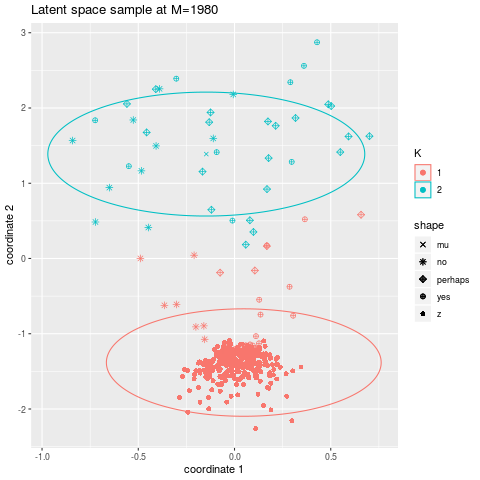 Latent space sample at M=1980
3
2
1
0
-1
-2
coordinate 2
-1.0
-0.5
0.0
0.5
coordinate 1
K
1
2
shape
mu
no
perhaps
yes
z